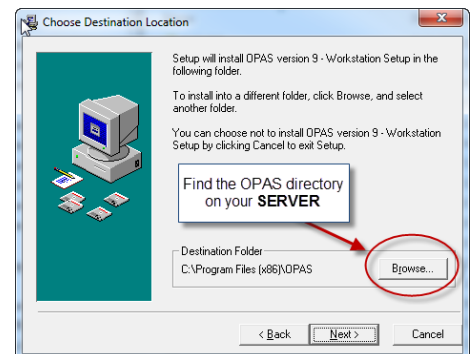 Choose Destination Location
Setup will install OPAS version 9 - Workstation Setup in the
following folder.
To install into a different folder, click Browse, and select
another folder.
You can choose not to install OPAS version 9 - Workstation
Setup by clicking Cancel to exit Setup.
Find the OPAS directory
on your SERVER
Destination Folder
C:\Program Files (x86)\OPAS
Browse...
< Back
Next >
Cancel